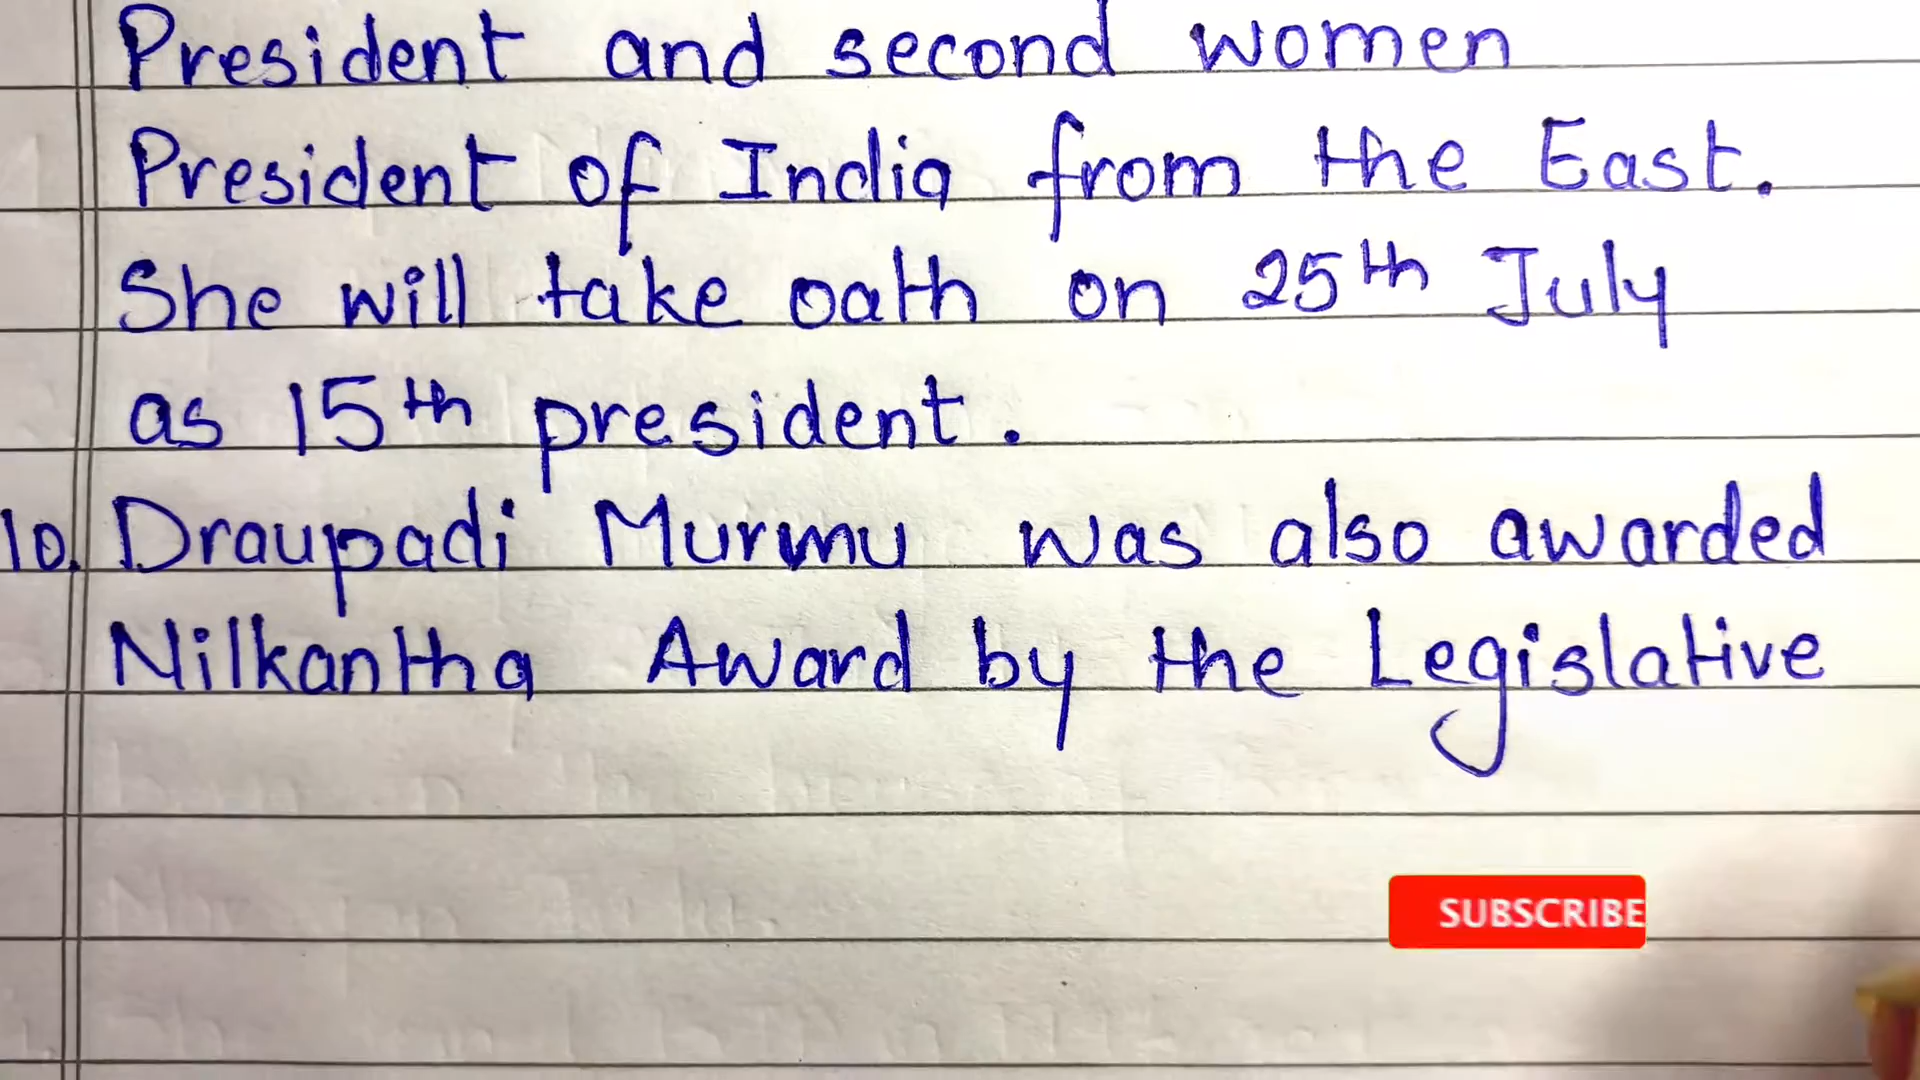 President and second women
President of India from the East.
She will take oath on 25th July
as 15th president.
10. Draupadi Murmu was also awarded
Nilkantha Award by the Legislative
SUBSCRIBE